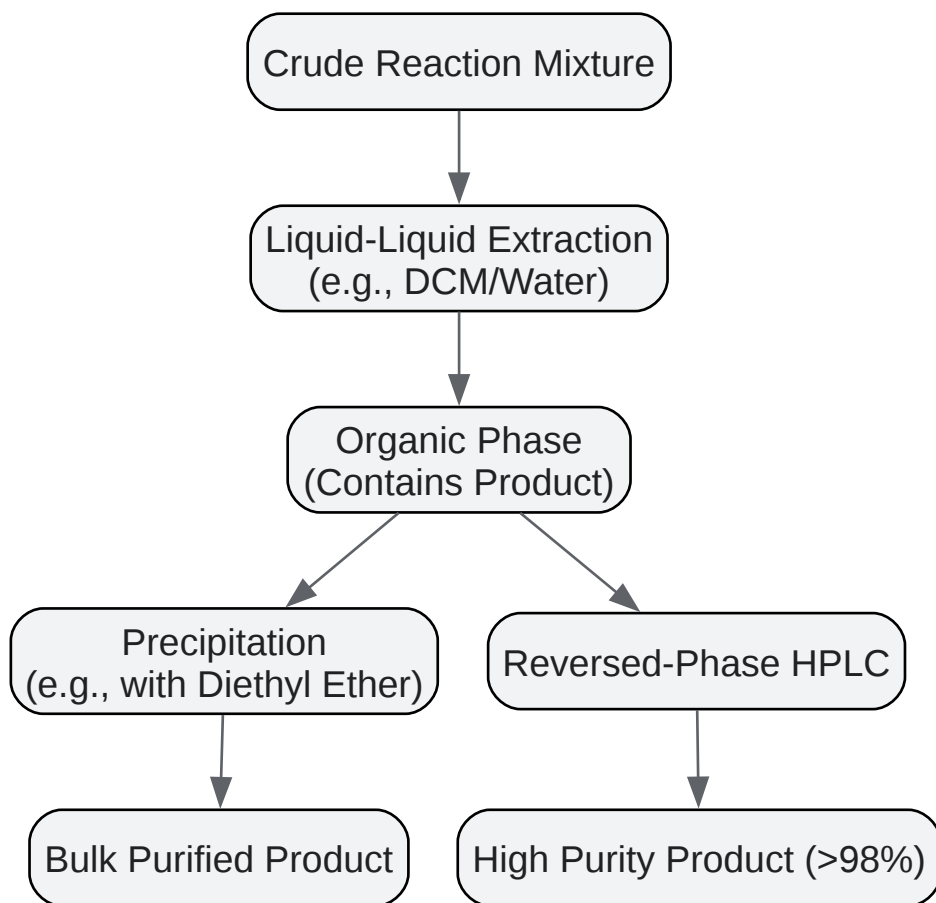 Crude Reaction Mixture
Liquid-Liquid Extraction
(e.g., DCM/Water)
Organic Phase
(Contains Product)
Precipitation
(e.g., with Diethyl Ether)
Reversed-Phase HPLC
Bulk Purified Product
High Purity Product (>98%)